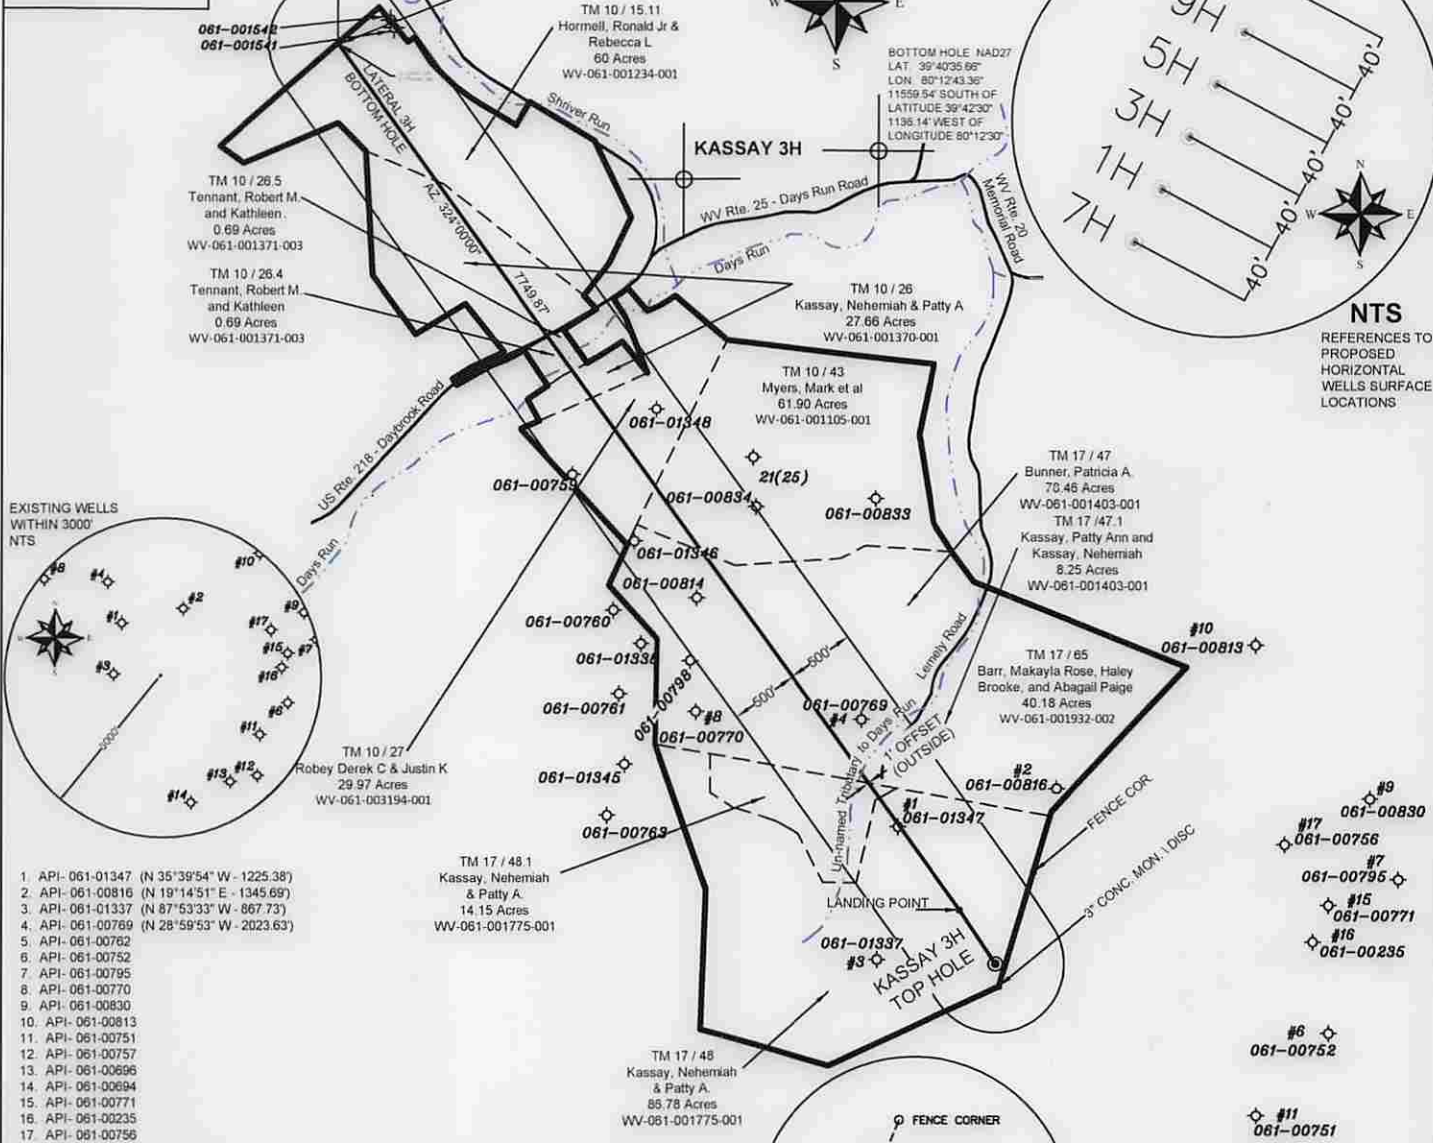 061-001542
061-001541
TM 10 / 15.11
Hormell, Ronald Jr &
Rebecca L
60 Acres
WV-061-001234-001
W
E
S
BOTTOM HOLE NAD27
LAT. 39°40'35.66"
LON. 80°12'43.36"
11559.54' SOUTH OF
LATITUDE 39°42'30"
1136.14' WEST OF
LONGITUDE 80°12'30"
9H
5H
3H
1H
7H
40'
40'
40'
40'
N
W
E
S
NTS
REFERENCES TO
PROPOSED
HORIZONTAL
WELLS SURFACE
LOCATIONS
LATERAL 3H
BOTTOM HOLE
AZ. 324°00'00"
7749.87'
Shriver Run
KASSAY 3H
WV Rte. 25 - Days Run Road
Days Run
WV Rte. 20
Memorial Road
TM 10 / 26.5
Tennant, Robert M.
and Kathleen.
0.69 Acres
WV-061-001371-003
TM 10 / 26.4
Tennant, Robert M.
and Kathleen
0.69 Acres
WV-061-001371-003
TM 10 / 26
Kassay, Nehemiah & Patty A
27.66 Acres
WV-061-001370-001
TM 10 / 43
Myers, Mark et al
61.90 Acres
WV-061-001105-001
US Rte. 218 - Daybrook Road
Days Run
061-01348
061-00759
21(25)
061-00834
061-00833
TM 17 / 47
Bunner, Patricia A.
78.46 Acres
WV-061-001403-001
TM 17 /47.1
Kassay, Patty Ann and
Kassay, Nehemiah
8.25 Acres
WV-061-001403-001
EXISTING WELLS
WITHIN 3000'
NTS
#8
#4
#10
#1
#2
#9
#17
#15
#7
#3
#16
#6
#11
3000'
#13
#12
#14
N
W
E
S
061-01346
061-00814
061-00760
061-01338
061-00798
061-00761
#8
061-00770
061-01345
061-00763
500'
500'
061-00769
#4
Lemely Road
Un-named Tributary to Days Run
1' OFFSET
(OUTSIDE)
#10
061-00813
TM 17 / 65
Barr, Makayla Rose, Haley
Brooke, and Abagail Paige
40.18 Acres
WV-061-001932-002
#2
061-00816
#1
061-01347
FENCE COR.
3" CONC. MON. \ DISC
#9
061-00830
#17
061-00756
#7
061-00795
#15
061-00771
#16
061-00235
#6
061-00752
#11
061-00751
TM 10 / 27
Robey Derek C & Justin K
29.97 Acres
WV-061-003194-001
TM 17 / 48.1
Kassay, Nehemiah
& Patty A.
14.15 Acres
WV-061-001775-001
LANDING POINT
061-01337
#3
KASSAY 3H
TOP HOLE
TM 17 / 48
Kassay, Nehemiah
& Patty A.
86.78 Acres
WV-061-001775-001
FENCE CORNER
1. API- 061-01347 (N 35°39'54" W - 1225.38')
2. API- 061-00816 (N 19°14'51" E - 1345.69')
3. API- 061-01337 (N 87°53'33" W - 867.73')
4. API- 061-00769 (N 28°59'53" W - 2023.63')
5. API- 061-00762
6. API- 061-00752
7. API- 061-00795
8. API- 061-00770
9. API- 061-00830
10. API- 061-00813
11. API- 061-00751
12. API- 061-00757
13. API- 061-00696
14. API- 061-00694
15. API- 061-00771
16. API- 061-00235
17. API- 061-00756